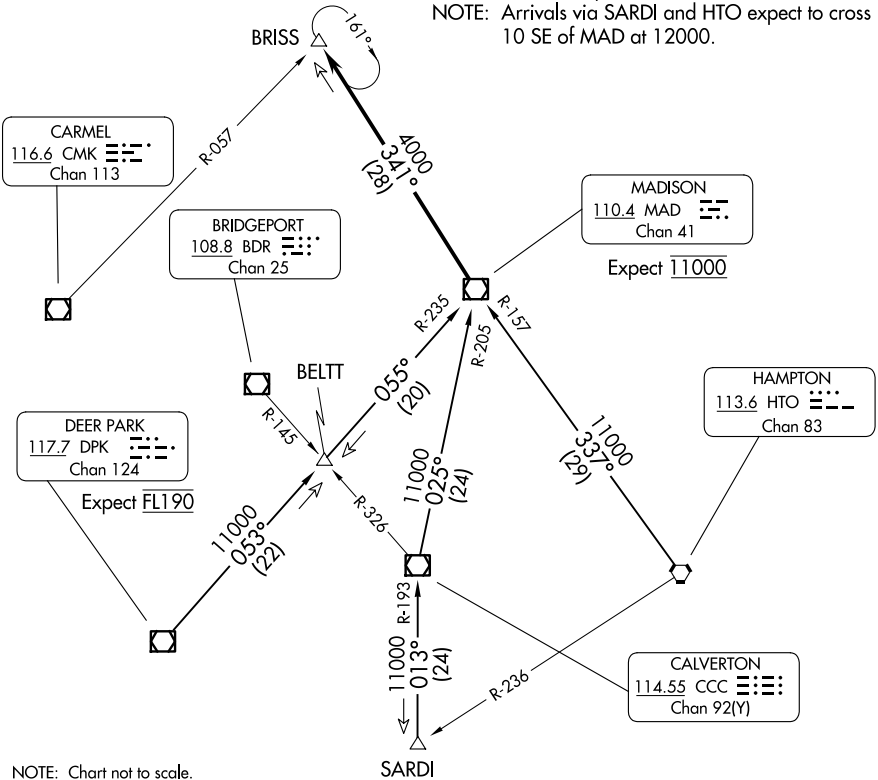 NOTE: Arrivals via SARDI and HTO expect to cross
10 SE of MAD at 12000.
BRISS
161°
R-057
CARMEL
116.6 CMK
Chan 113
4000
341°
(28)
MADISON
110.4 MAD
Chan 41
Expect 11000
BRIDGEPORT
108.8 BDR
Chan 25
R-235
R-205
R-157
BELTT
055°
(20)
R-145
HAMPTON
113.6 HTO
Chan 83
DEER PARK
117.7 DPK
Chan 124
Expect FL190
11000
053°
(22)
R-326
11000
025°
(24)
11000
337°
(29)
R-193
11000
013°
(24)
R-236
CALVERTON
114.55 CCC
Chan 92(Y)
SARDI
NOTE: Chart not to scale.